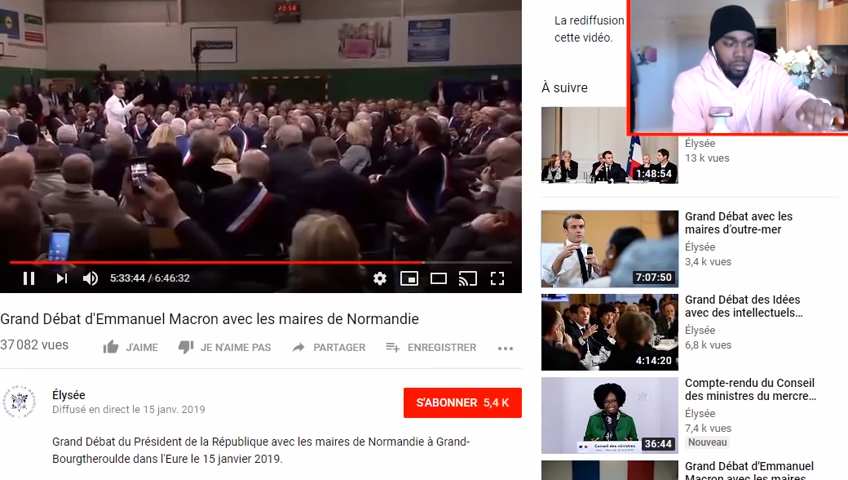 20:58
5:33:44 / 6:46:32
Grand Débat d'Emmanuel Macron avec les maires de Normandie
37 082 vues
J'AIME
JE N'AIME PAS
PARTAGER
ENREGISTRER
Élysée
Diffusé en direct le 15 janv. 2019
S'ABONNER 5,4 K
Grand Débat du Président de la République avec les maires de Normandie à Grand-
Bourgtheroulde dans l'Eure le 15 janvier 2019.
La rediffusion
cette vidéo.
À suivre
1:48:54
Élysée
13 k vues
7:07:50
Grand Débat avec les
maires d'outre-mer
Élysée
3,4 k vues
4:14:20
Grand Débat des Idées
avec des intellectuels...
Élysée
6,8 k vues
Conseil des ministres
36:44
Compte-rendu du Conseil
des ministres du mercre...
Élysée
7,4 k vues
Nouveau
Grand Débat d'Emmanuel
Macron avec les maires